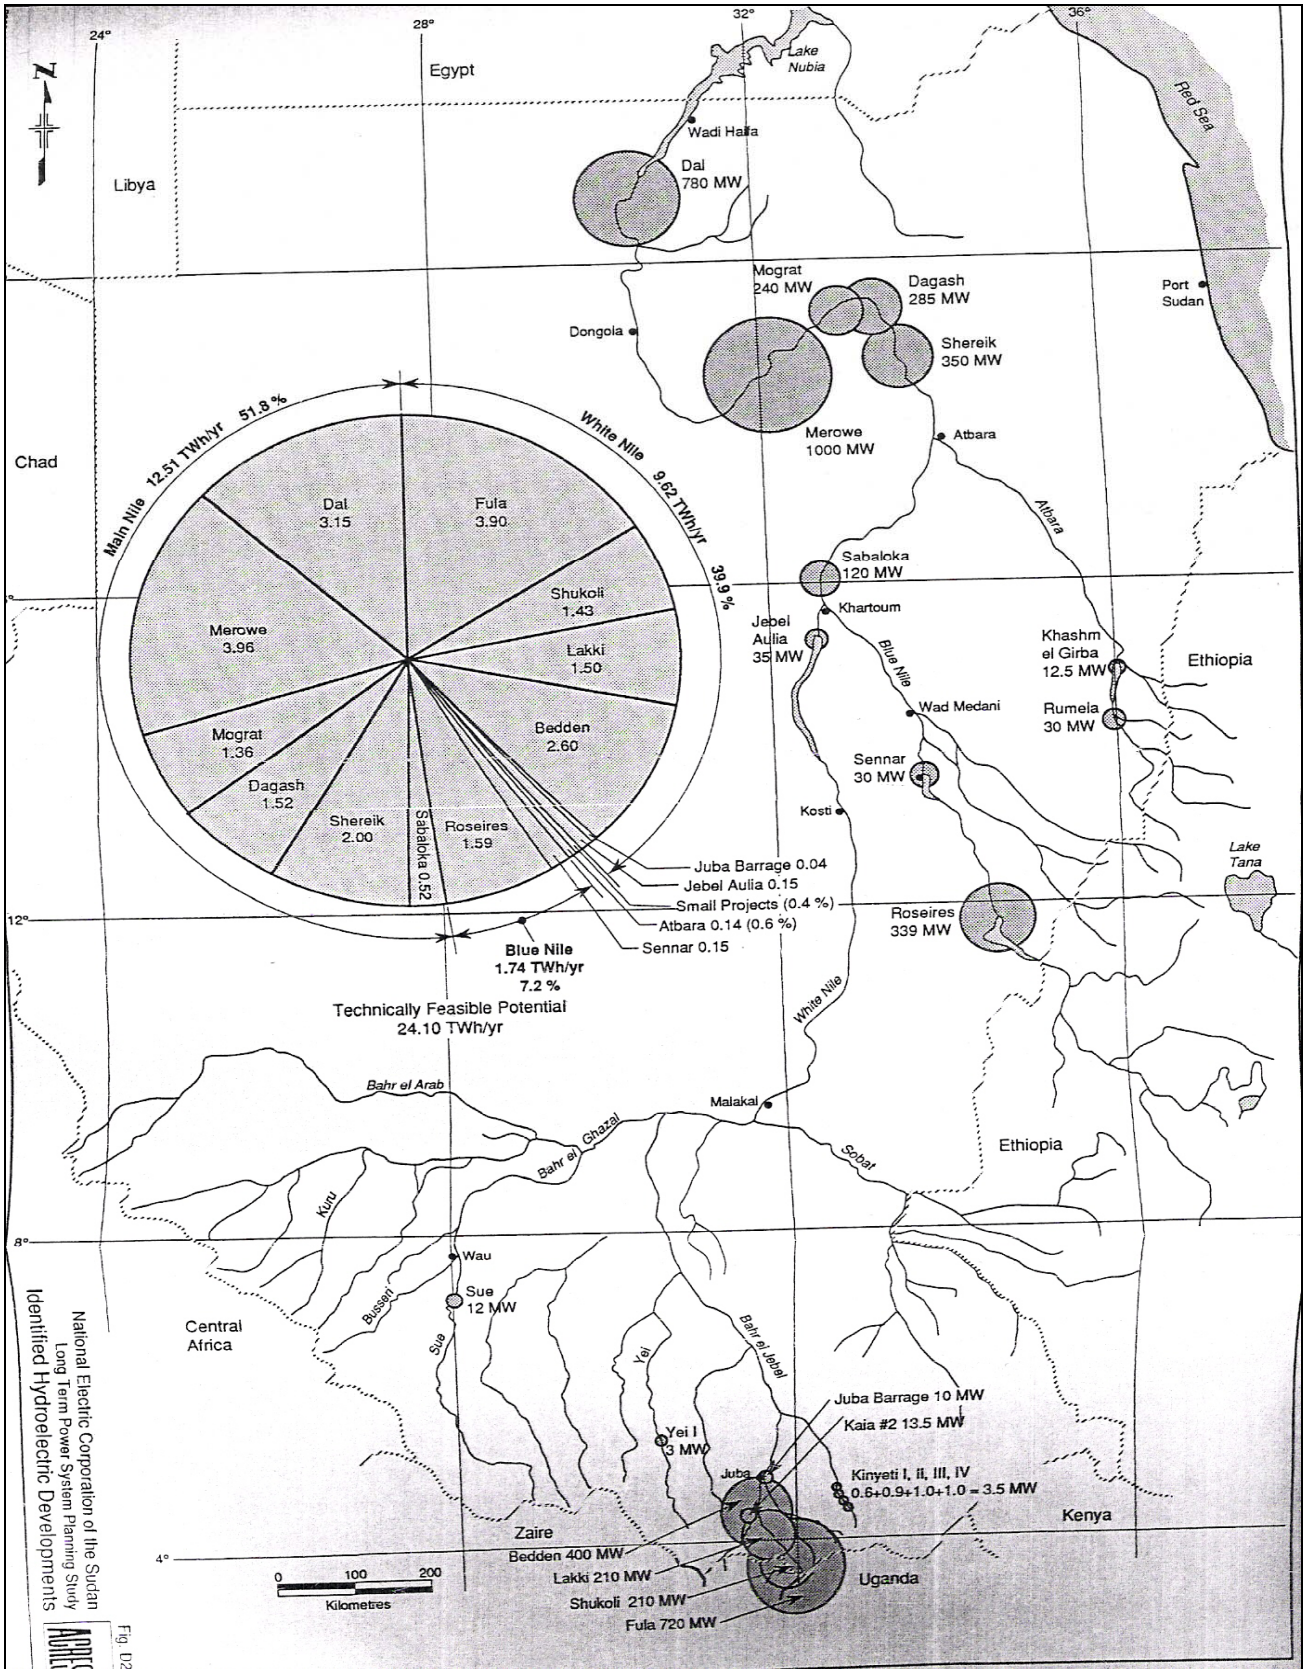 24°
28°
32°
36°
N
Egypt
Lake
Nubia
Red Sea
Wadi Halfa
Libya
Dal
780 MW
Mograt
240 MW
Dagash
285 MW
Port
Sudan
Dongola
Shereik
350 MW
Merowe
1000 MW
Atbara
Chad
Main Nile 12.51 TWh/yr 51.8 %
White Nile 9.62 TWh/yr 39.9 %
Dal
3.15
Fula
3.90
Shukoli
1.43
Merowe
3.96
Lakki
1.50
Mograt
1.36
Bedden
2.60
Dagash
1.52
Shereik
2.00
Sabaloka 0.52
Roseires
1.59
Juba Barrage 0.04
Jebel Aulia 0.15
Small Projects (0.4 %)
Atbara 0.14 (0.6 %)
Sennar 0.15
Blue Nile
1.74 TWh/yr
7.2 %
Technically Feasible Potential
24.10 TWh/yr
Atbara
Sabaloka
120 MW
Khartoum
Jebel
Aulia
35 MW
Blue Nile
Khashm
el Girba
12.5 MW
Ethiopia
Rumela
30 MW
Wad Medani
Sennar
30 MW
Kosti
Lake
Tana
Roseires
339 MW
12°
White Nile
Bahr el Arab
Malakal
Bahr el Ghazal
Sobat
Ethiopia
Kuru
8°
Wau
Busseri
Sue
12 MW
Sue
Central
Africa
Yei
Bahr el Jebel
Juba Barrage 10 MW
Kaia #2 13.5 MW
Yei I
3 MW
Juba
Kinyeti I, ii, III, IV
0.6+0.9+1.0+1.0 = 3.5 MW
Kenya
Zaire
4°
Bedden 400 MW
Lakki 210 MW
Shukoli 210 MW
Fula 720 MW
Uganda
0 100 200
Kilometres
National Electric Corporation of the Sudan
Long Term Power System Planning Study
Identified Hydroelectric Developments
Fig. D2